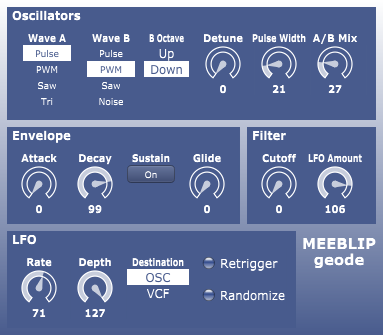 Oscillators
Wave A
Pulse
PWM
Saw
Tri
Wave B
Pulse
PWM
Saw
Noise
B Octave
Up
Down
Detune
0
Pulse Width
21
A/B Mix
27
Envelope
Attack
0
Decay
99
Sustain
On
Glide
0
Filter
Cutoff
0
LFO Amount
106
LFO
Rate
71
Depth
127
Destination
OSC
VCF
Retrigger
Randomize
MEEBLIP
geode